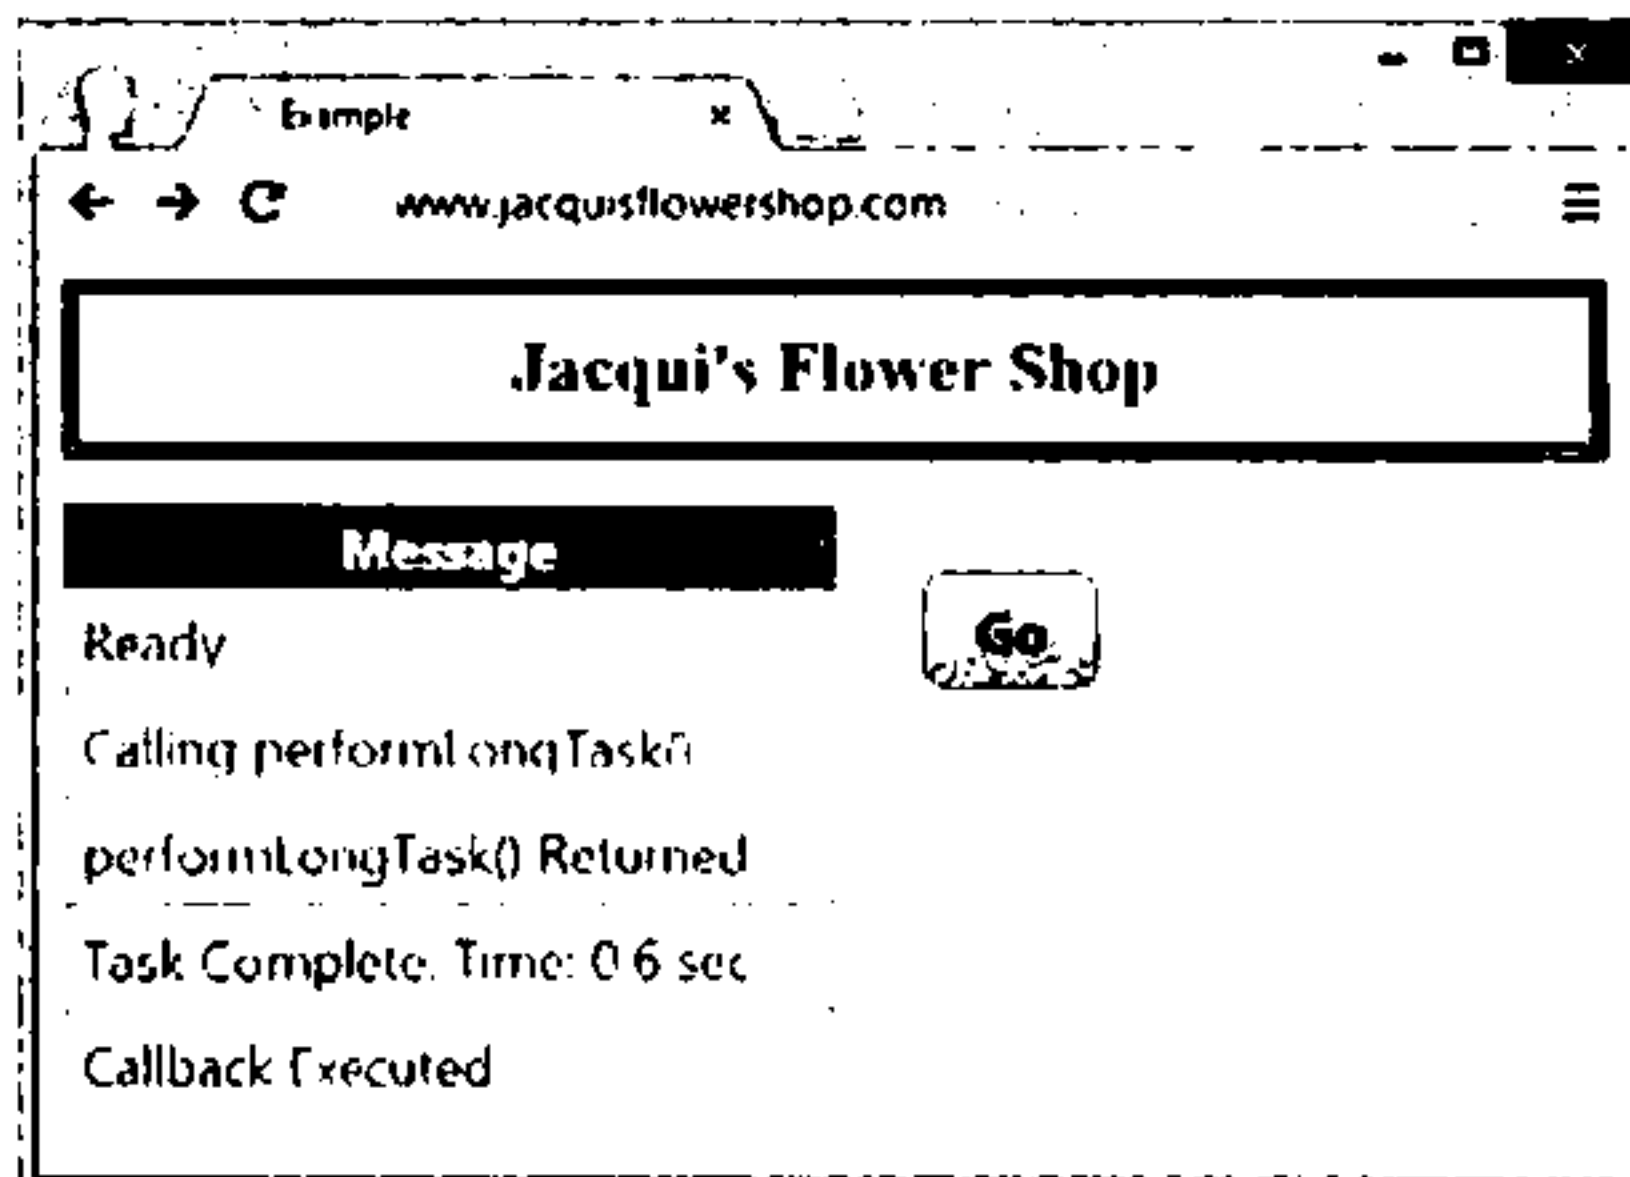 Example
www.jacquisflowershop.com
Jacqui's Flower Shop
Message
Go
Ready
Calling performLongTask()
performLongTask() Returned
Task Complete. Time: 0.6 sec
Callback Executed